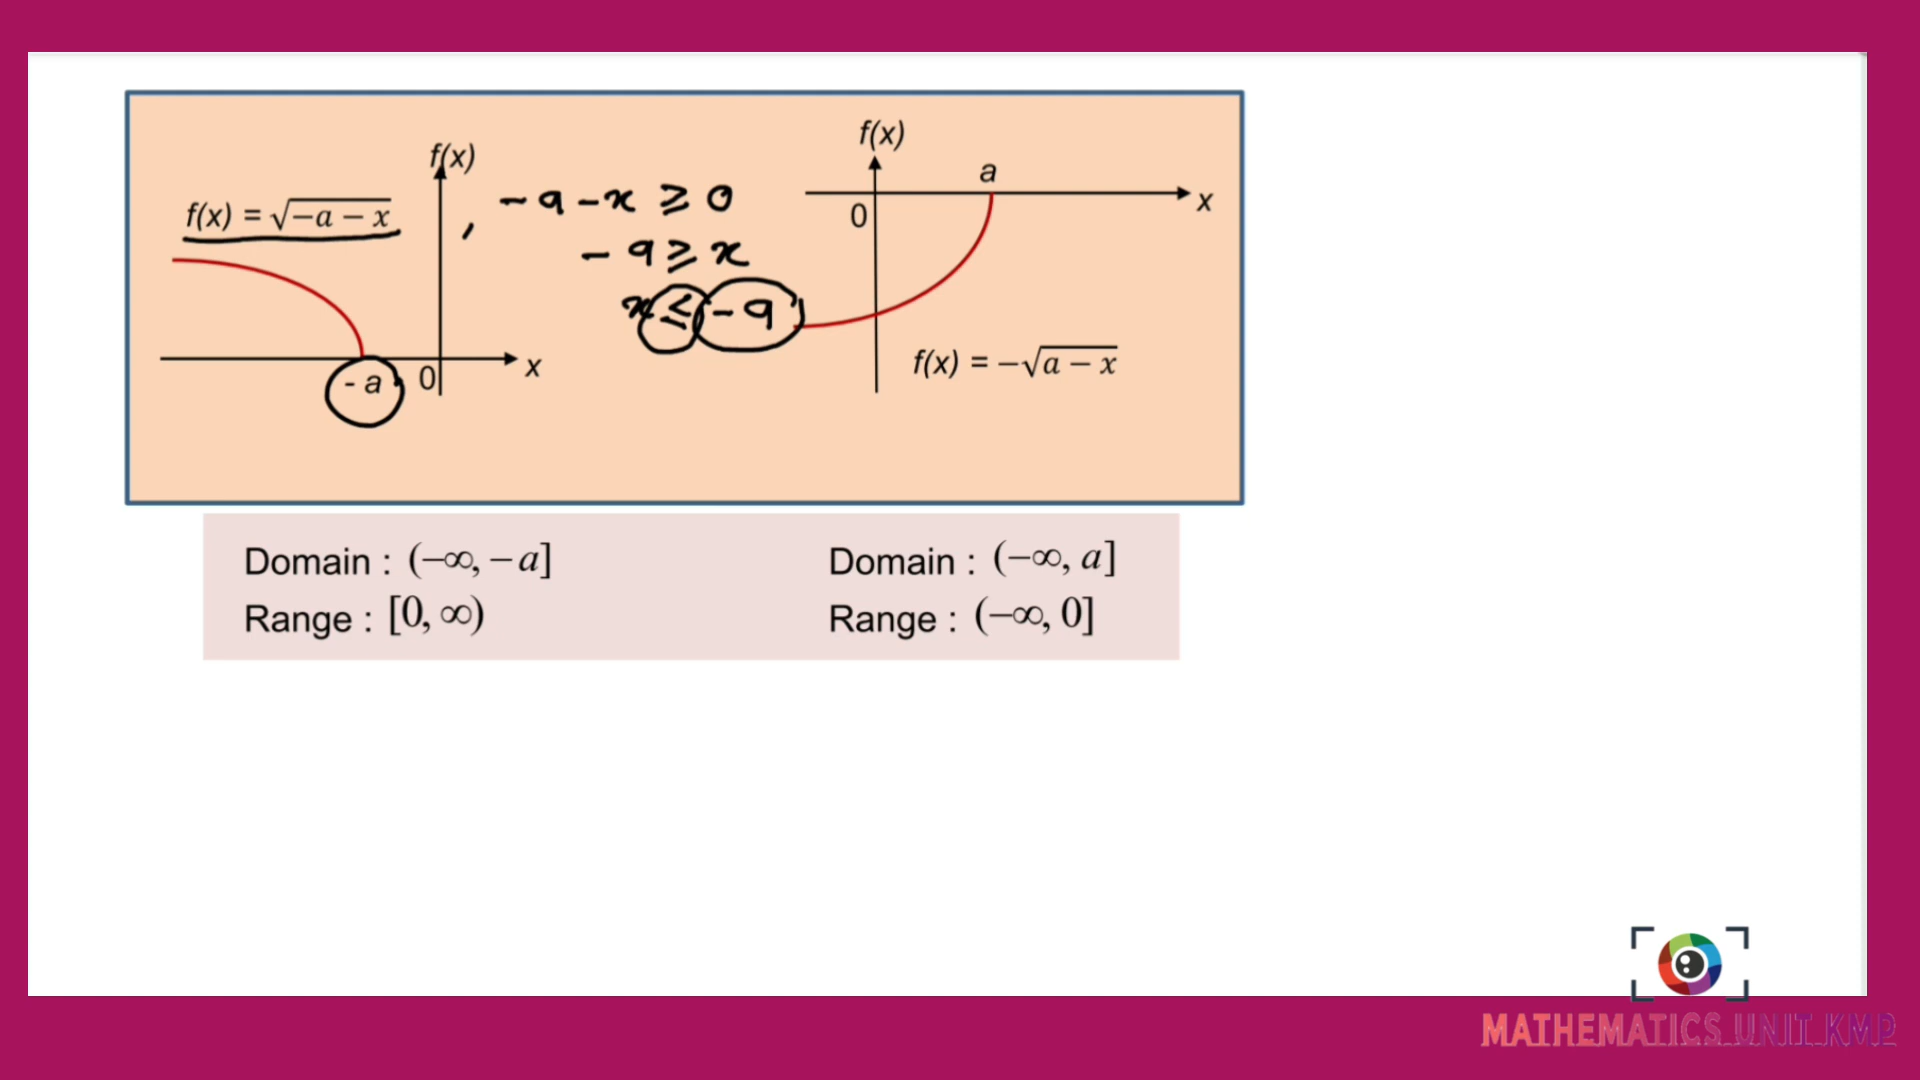 f(x)
f(x) = √(−a − x)
, -a - x ≥ 0
- a ≥ x
x ≤ - a
- a
0
x
f(x)
a
0
x
f(x) = −√(a − x)
Domain : (−∞, − a]
Range : [0, ∞)
Domain : (−∞, a]
Range : (−∞, 0]
MATHEMATICS UNIT KMP